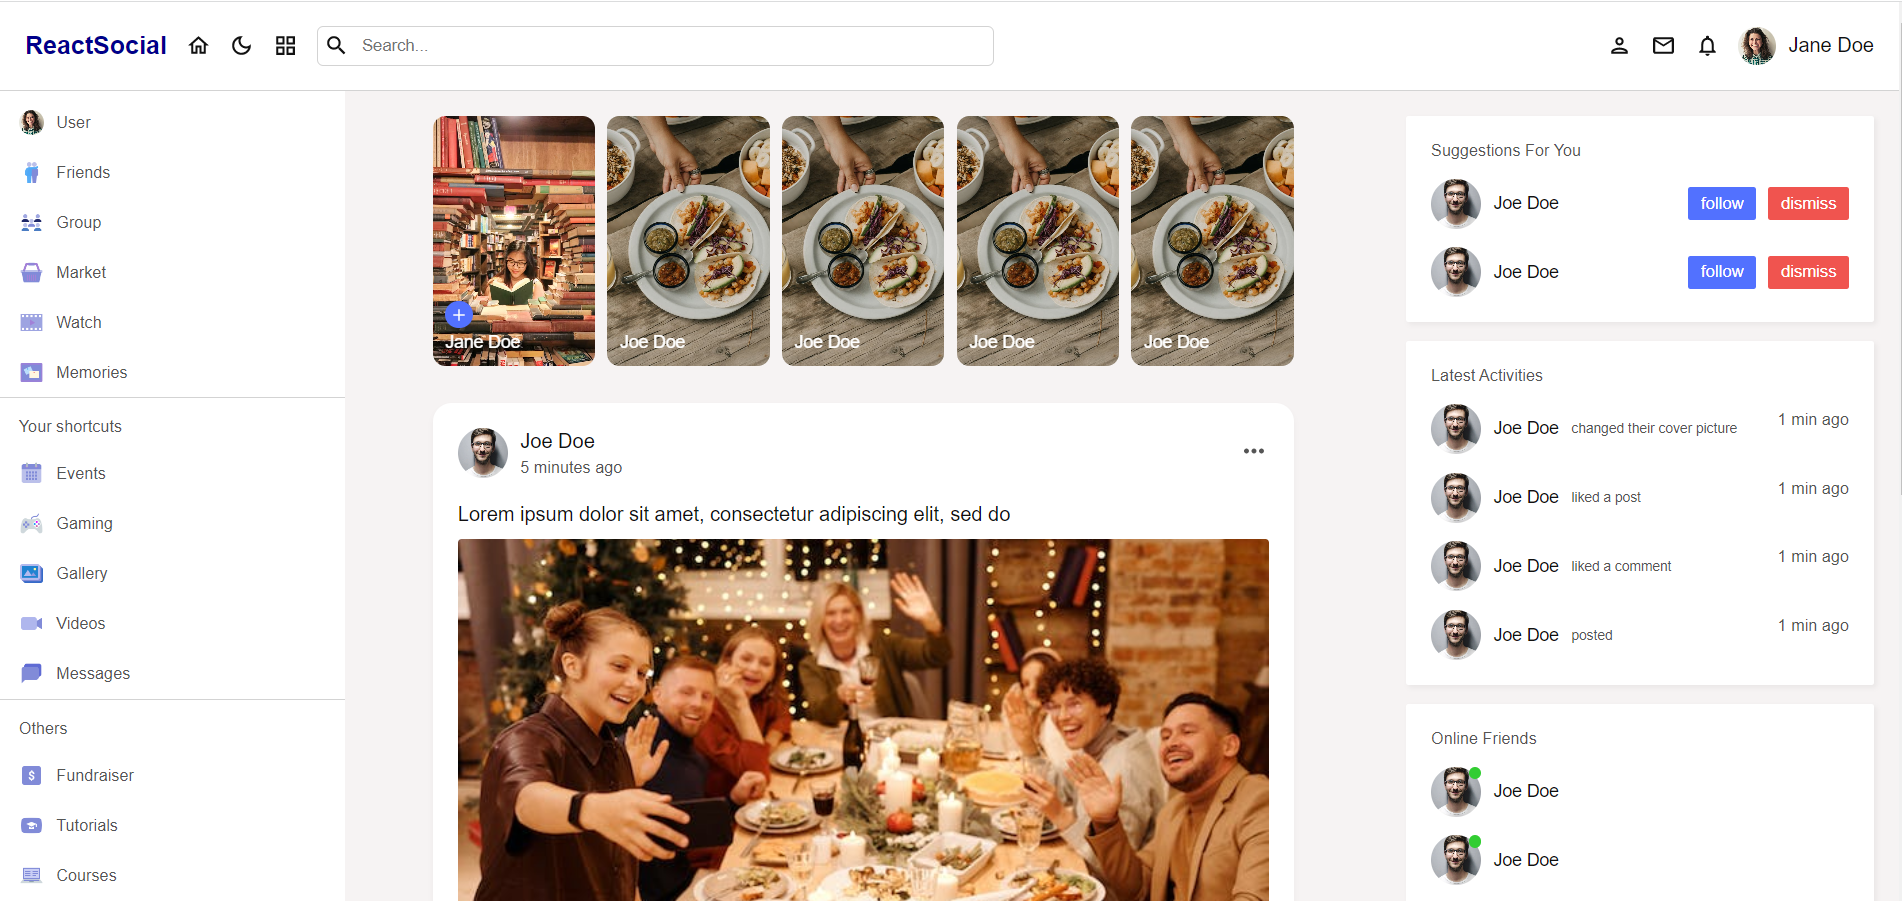 ReactSocial
Search...
Jane Doe
User
Friends
Group
Market
Watch
Memories
Your shortcuts
Events
Gaming
Gallery
Videos
Messages
Others
Fundraiser
Tutorials
Courses
Jane Doe
Joe Doe
Joe Doe
Joe Doe
Joe Doe
Joe Doe
5 minutes ago
Lorem ipsum dolor sit amet, consectetur adipiscing elit, sed do
Suggestions For You
Joe Doe follow dismiss
Joe Doe follow dismiss
Latest Activities
Joe Doe changed their cover picture 1 min ago
Joe Doe liked a post 1 min ago
Joe Doe liked a comment 1 min ago
Joe Doe posted 1 min ago
Online Friends
Joe Doe
Joe Doe